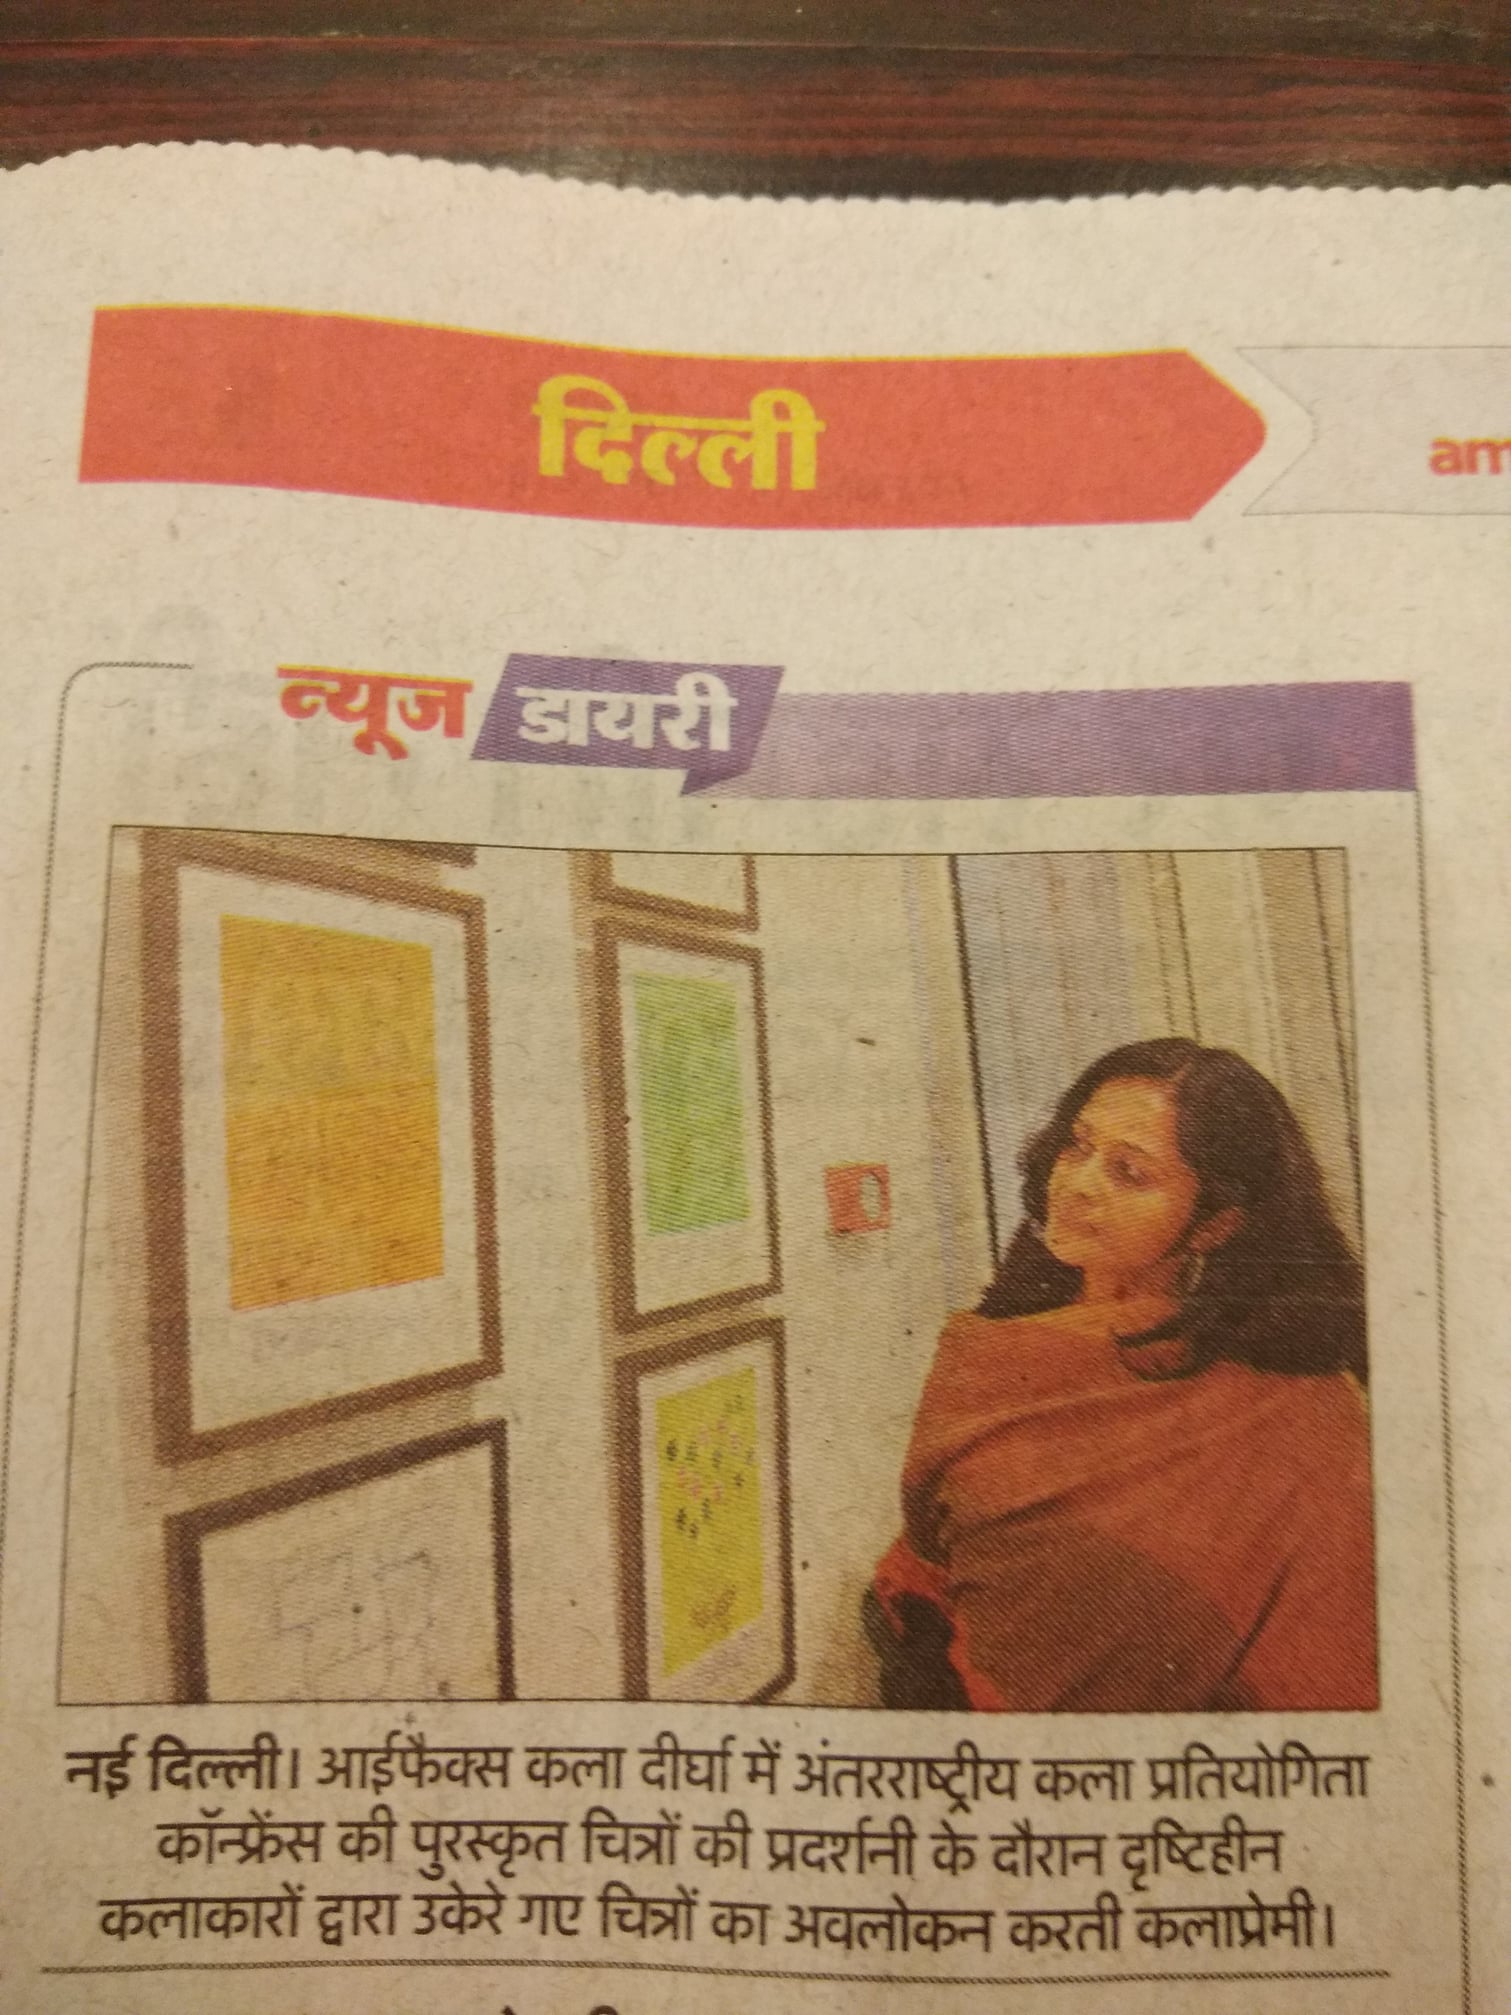 दिल्ली
am
न्यूज डायरी
नई दिल्ली। आईफैक्स कला दीर्घा में अंतरराष्ट्रीय कला प्रतियोगिता
कॉन्फ्रेंस की पुरस्कृत चित्रों की प्रदर्शनी के दौरान दृष्टिहीन
कलाकारों द्वारा उकेरे गए चित्रों का अवलोकन करती कलाप्रेमी।